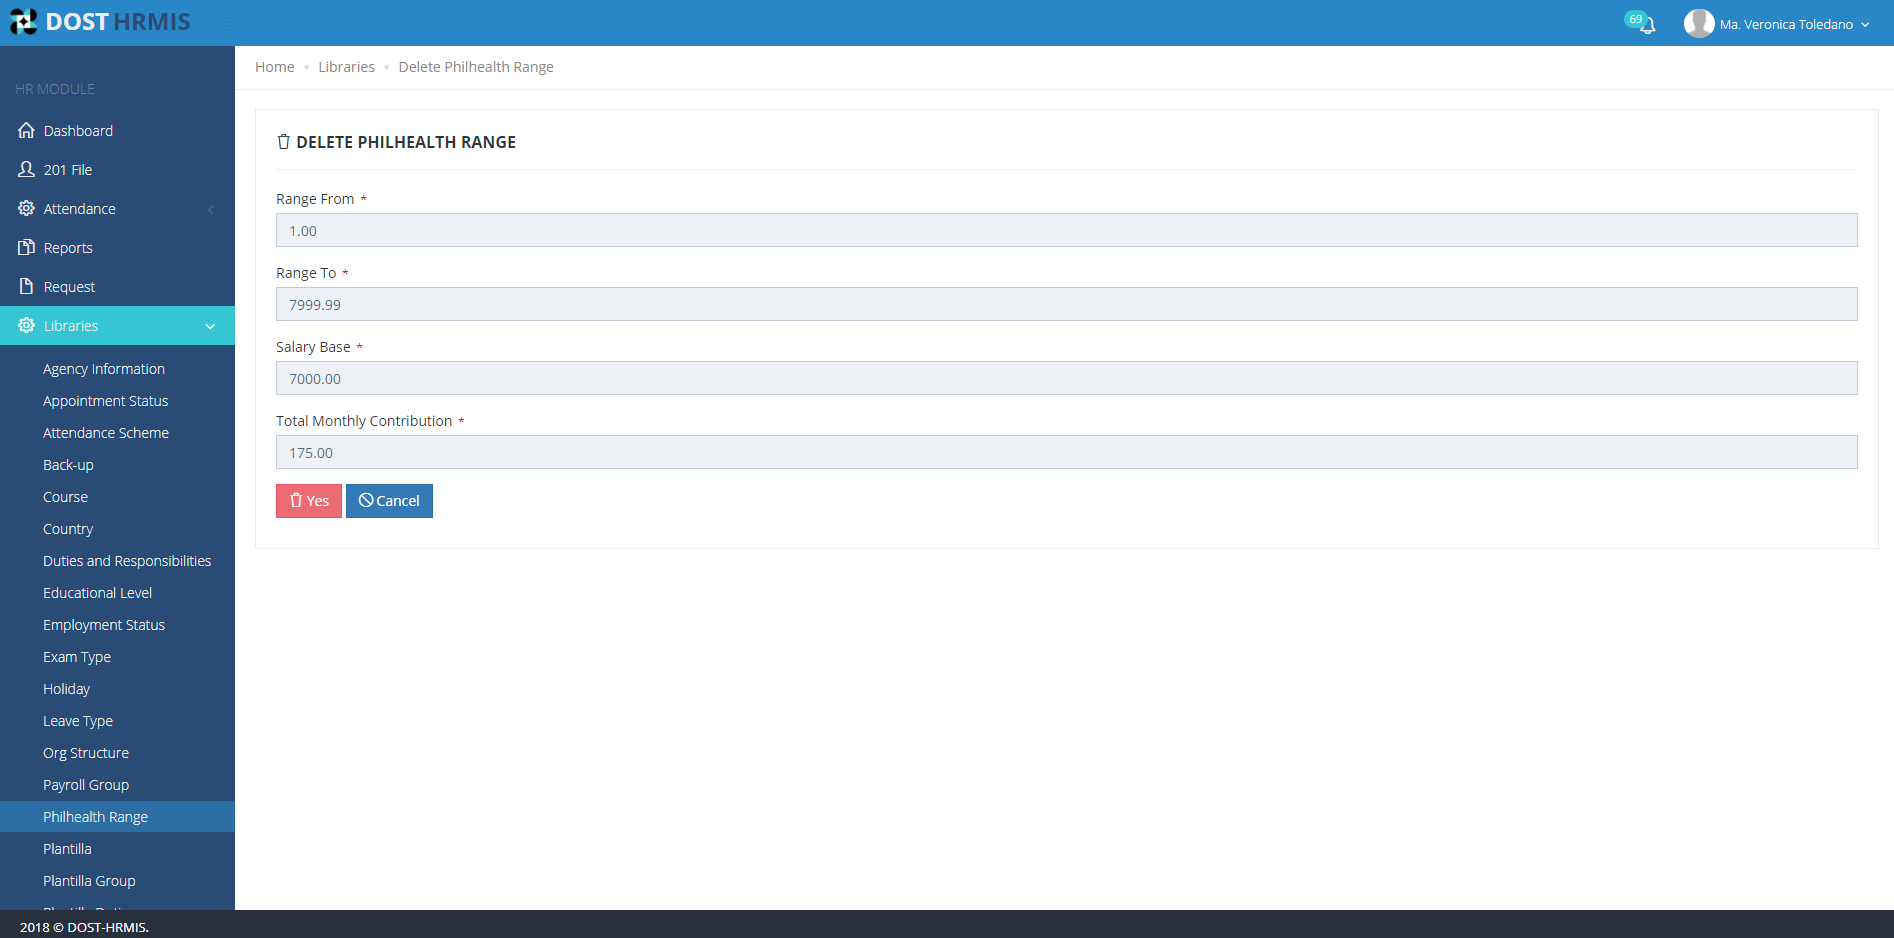 DOST HRMIS
69
Ma. Veronica Toledano
HR MODULE
Dashboard
201 File
Attendance
Reports
Request
Libraries
Agency Information
Appointment Status
Attendance Scheme
Back-up
Course
Country
Duties and Responsibilities
Educational Level
Employment Status
Exam Type
Holiday
Leave Type
Org Structure
Payroll Group
Philhealth Range
Plantilla
Plantilla Group
Home • Libraries • Delete Philhealth Range
DELETE PHILHEALTH RANGE
Range From *
1.00
Range To *
7999.99
Salary Base *
7000.00
Total Monthly Contribution *
175.00
Yes Cancel
2018 © DOST-HRMIS.